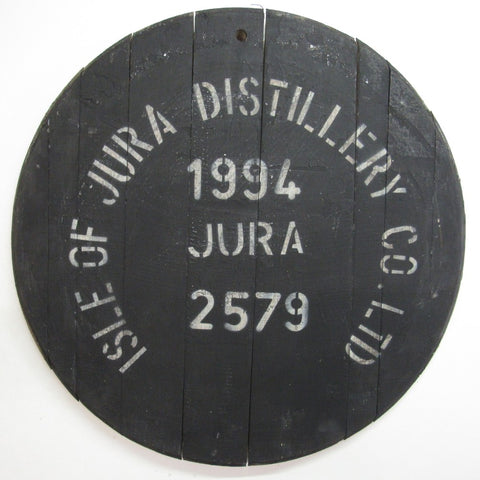 ISLE OF JURA DISTILLERY CO. LTD
1994
JURA
2579